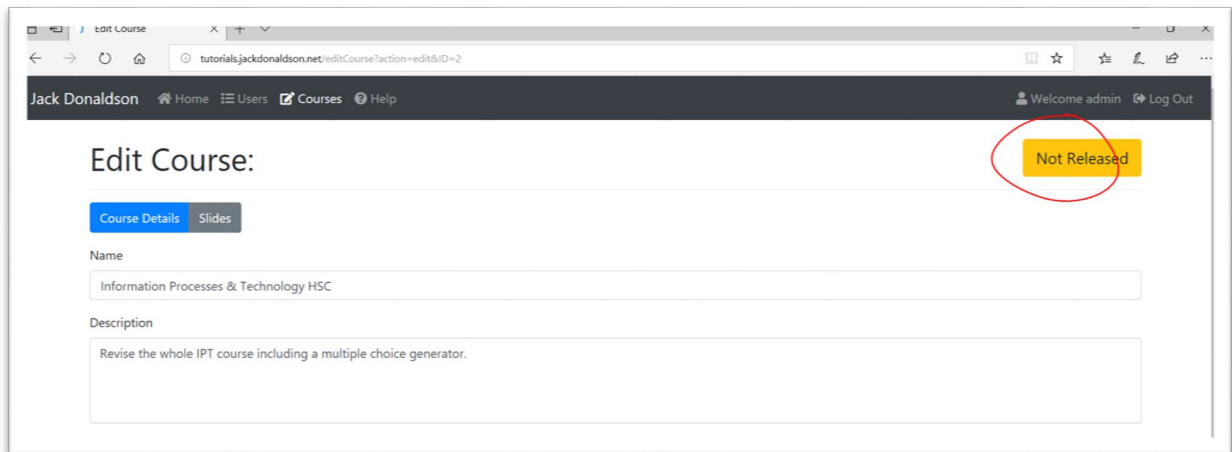 Edit Course
tutorials.jackdonaldson.net/editCourse?action=edit&ID=2
Jack Donaldson Home Users Courses Help Welcome admin Log Out
Edit Course: Not Released
Course Details Slides
Name
Information Processes & Technology HSC
Description
Revise the whole IPT course including a multiple choice generator.